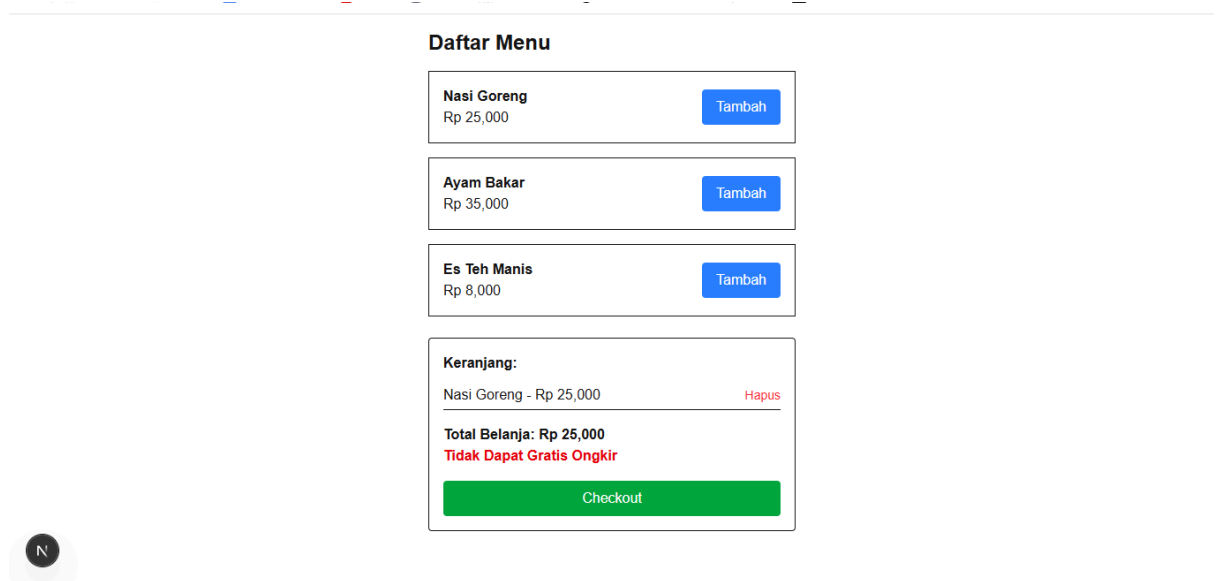 Daftar Menu
Nasi Goreng
Rp 25,000
Tambah
Ayam Bakar
Rp 35,000
Tambah
Es Teh Manis
Rp 8,000
Tambah
Keranjang:
Nasi Goreng - Rp 25,000 Hapus
Total Belanja: Rp 25,000
Tidak Dapat Gratis Ongkir
Checkout
N